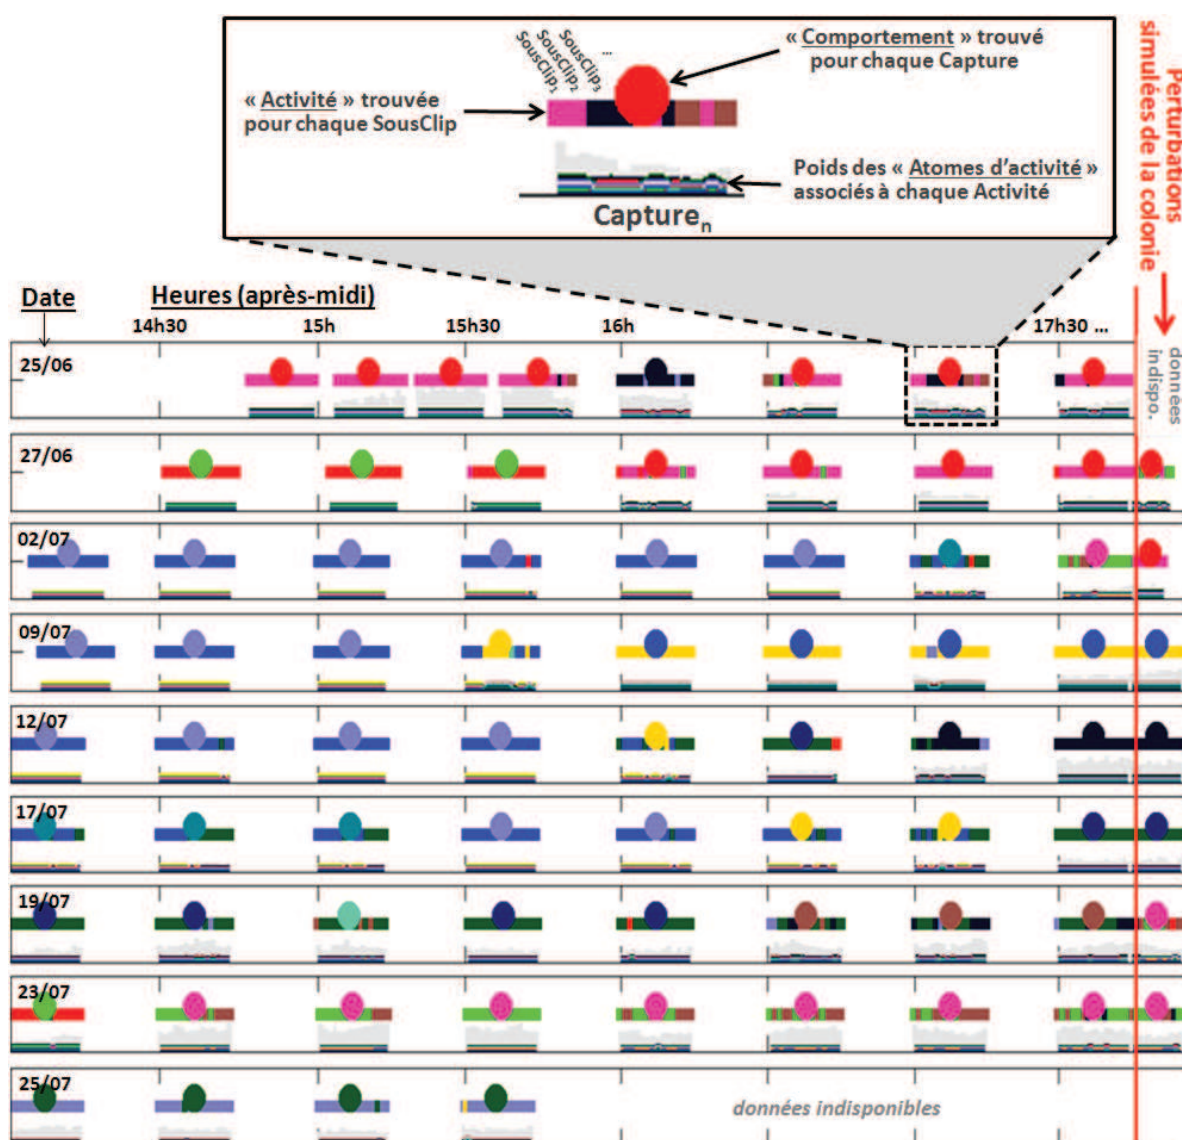 SousClip1
SousClip2
SousClip3
...
« Comportement » trouvé
pour chaque Capture
« Activité » trouvée
pour chaque SousClip
Poids des « Atomes d'activité »
associés à chaque Activité
Capturen
Perturbations
simulées de la colonie
Date
Heures (après-midi)
14h30
15h
15h30
16h
17h30 ...
25/06
données
indispo.
27/06
02/07
09/07
12/07
17/07
19/07
23/07
25/07
données indisponibles